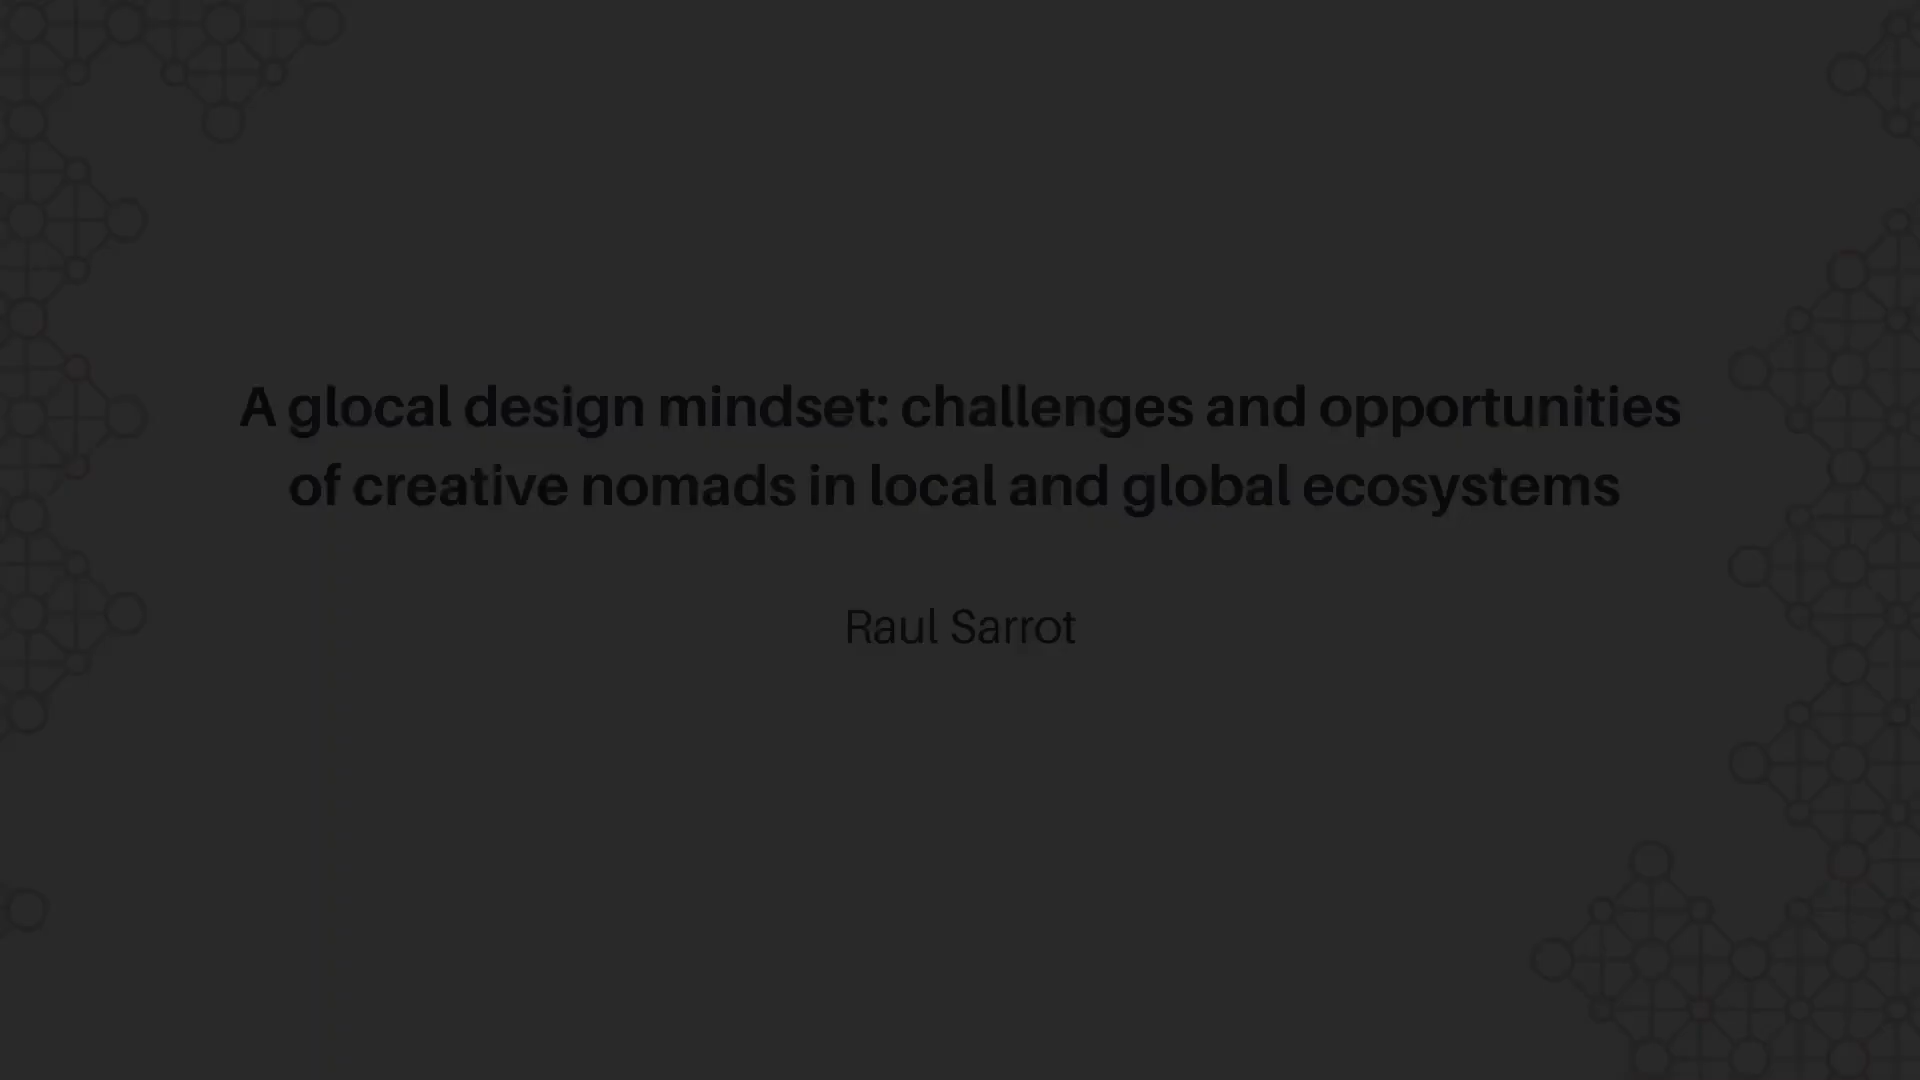 A glocal design mindset: challenges and opportunities
of creative nomads in local and global ecosystems
Raul Sarrot